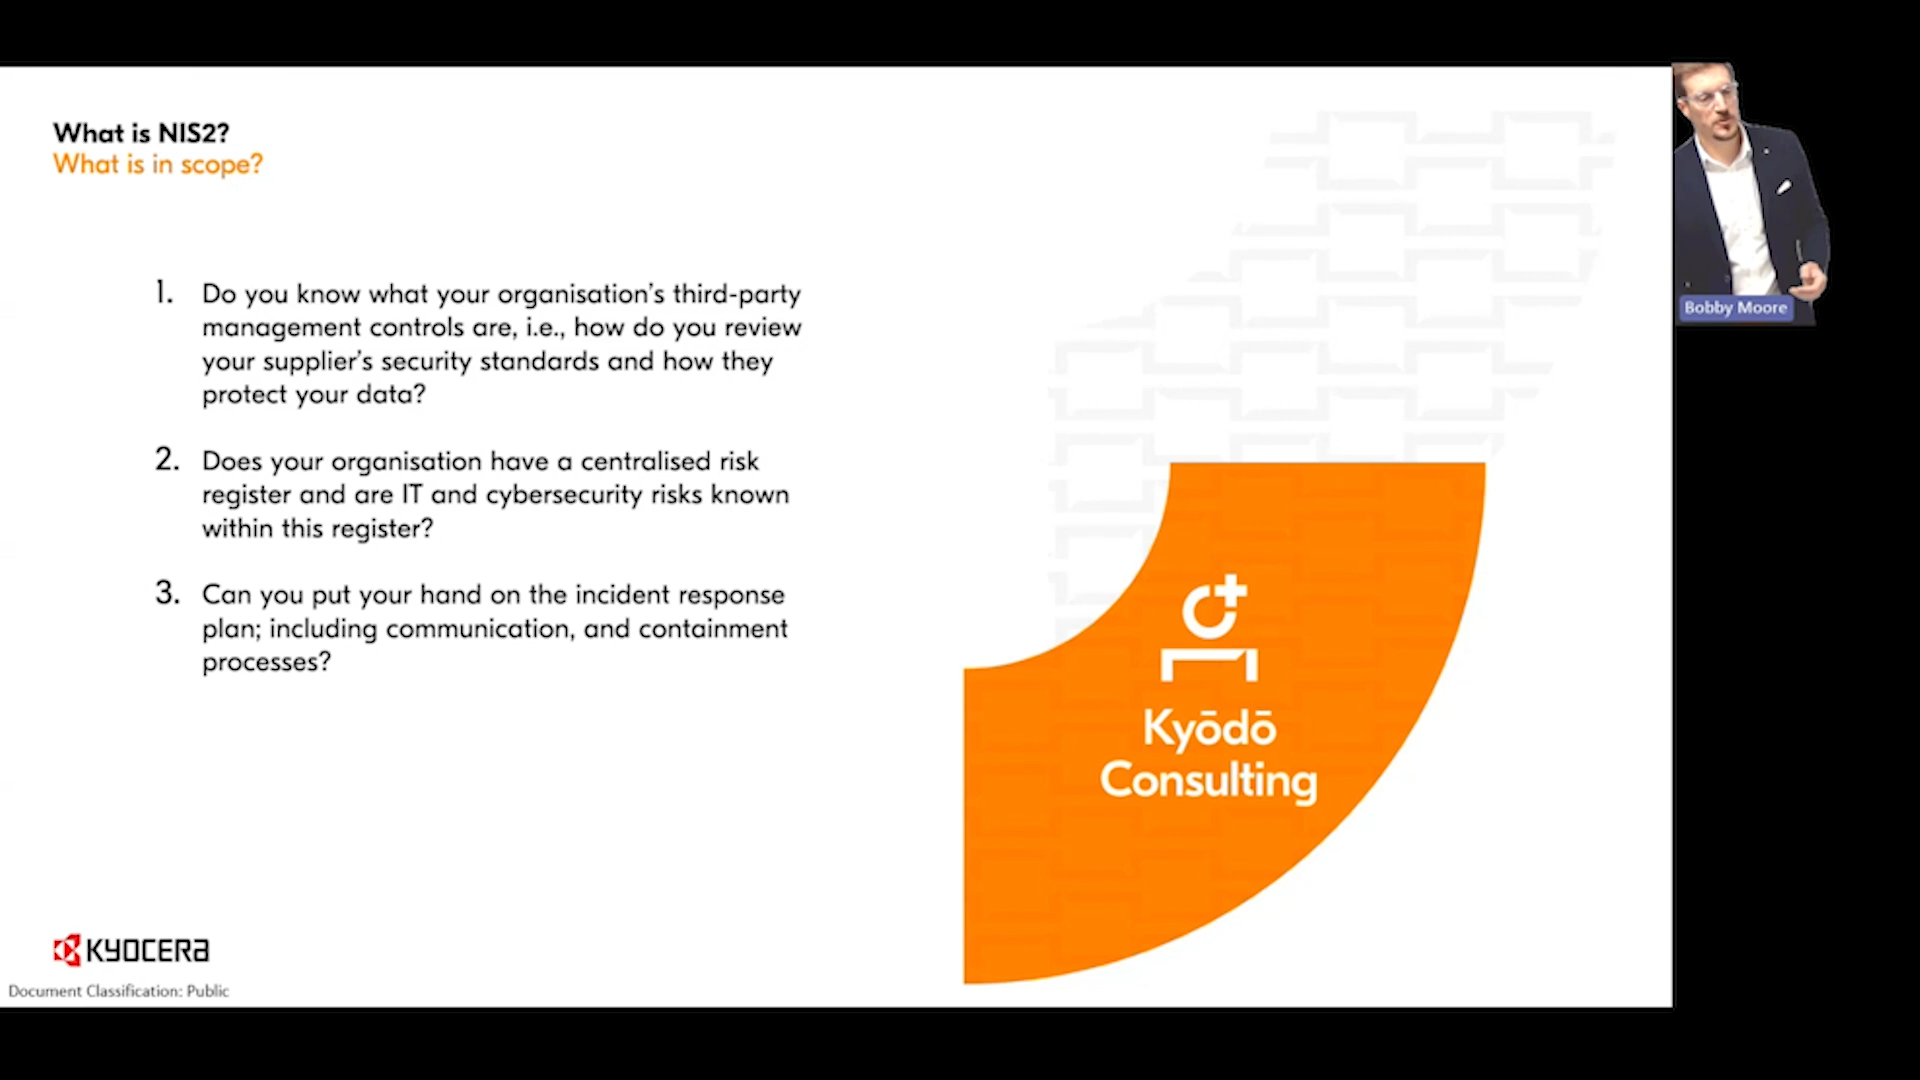 What is NIS2?
What is in scope?
1. Do you know what your organisation's third-party
management controls are, i.e., how do you review
your supplier's security standards and how they
protect your data?
2. Does your organisation have a centralised risk
register and are IT and cybersecurity risks known
within this register?
3. Can you put your hand on the incident response
plan; including communication, and containment
processes?
Kyōdō
Consulting
KYOCERA
Document Classification: Public
Bobby Moore